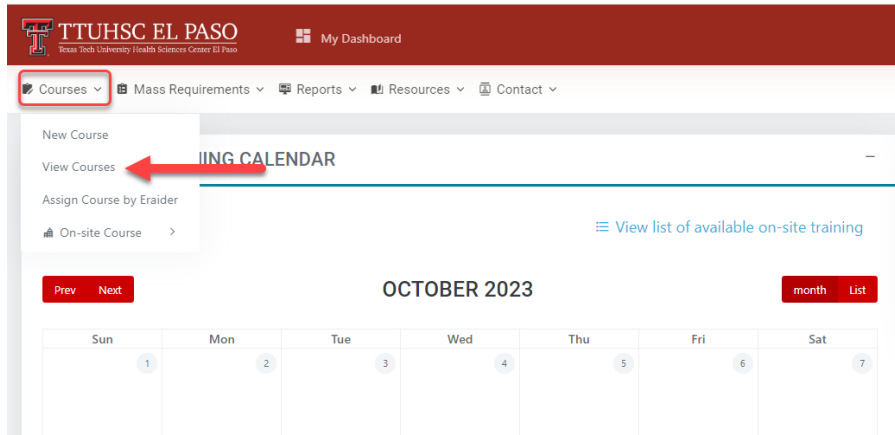 TTUHSC EL PASO
Texas Tech University Health Sciences Center El Paso
My Dashboard
Courses Mass Requirements Reports Resources Contact
New Course
View Courses
Assign Course by Eraider
On-site Course
NING CALENDAR
View list of available on-site training
Prev Next
OCTOBER 2023
month List
Sun Mon Tue Wed Thu Fri Sat
1 2 3 4 5 6 7